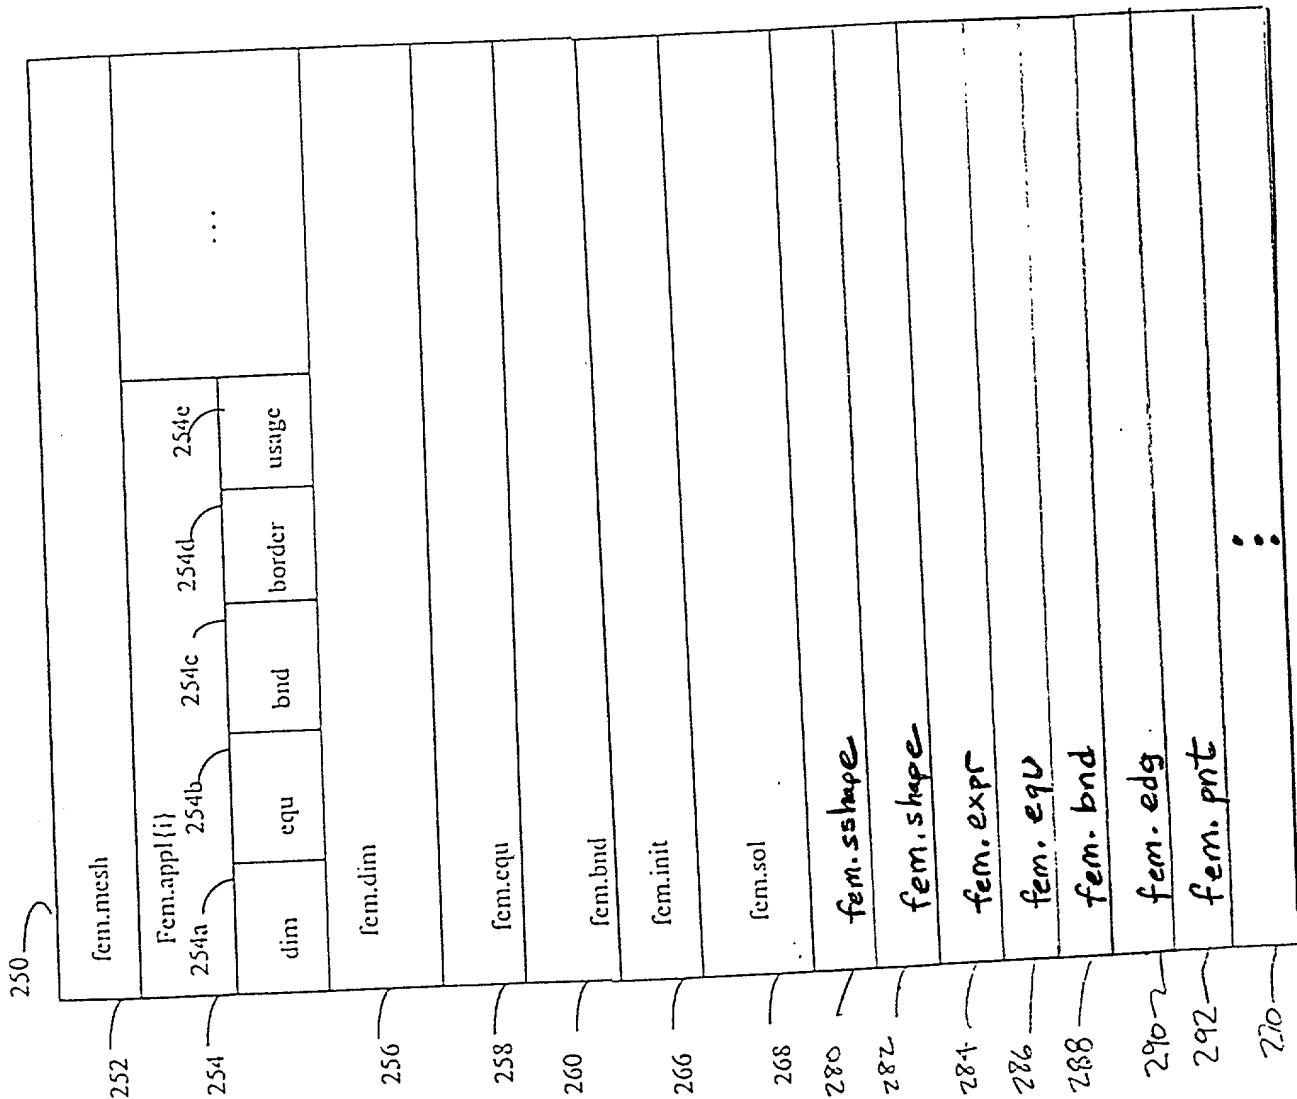 250
252 fem.mesh
254 Fem.appl{i}
254a 254b 254c 254d 254e
dim equ bnd border usage ...
256 fem.dim
258 fem.equ
260 fem.bnd
266 fem.init
268 fem.sol
280 fem.sshape
282 fem.shape
284 fem.expr
286 fem.equ
288 fem.bnd
290 fem.edg
292 fem.pnt
270